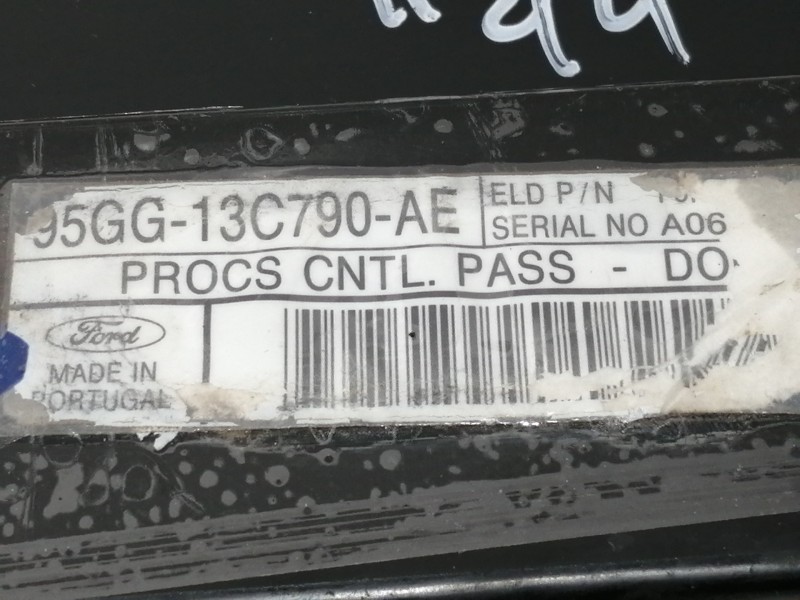 95GG-13C790-AE
ELD P/N
SERIAL NO A06
PROCS CNTL. PASS - DO
Ford
MADE IN
PORTUGAL